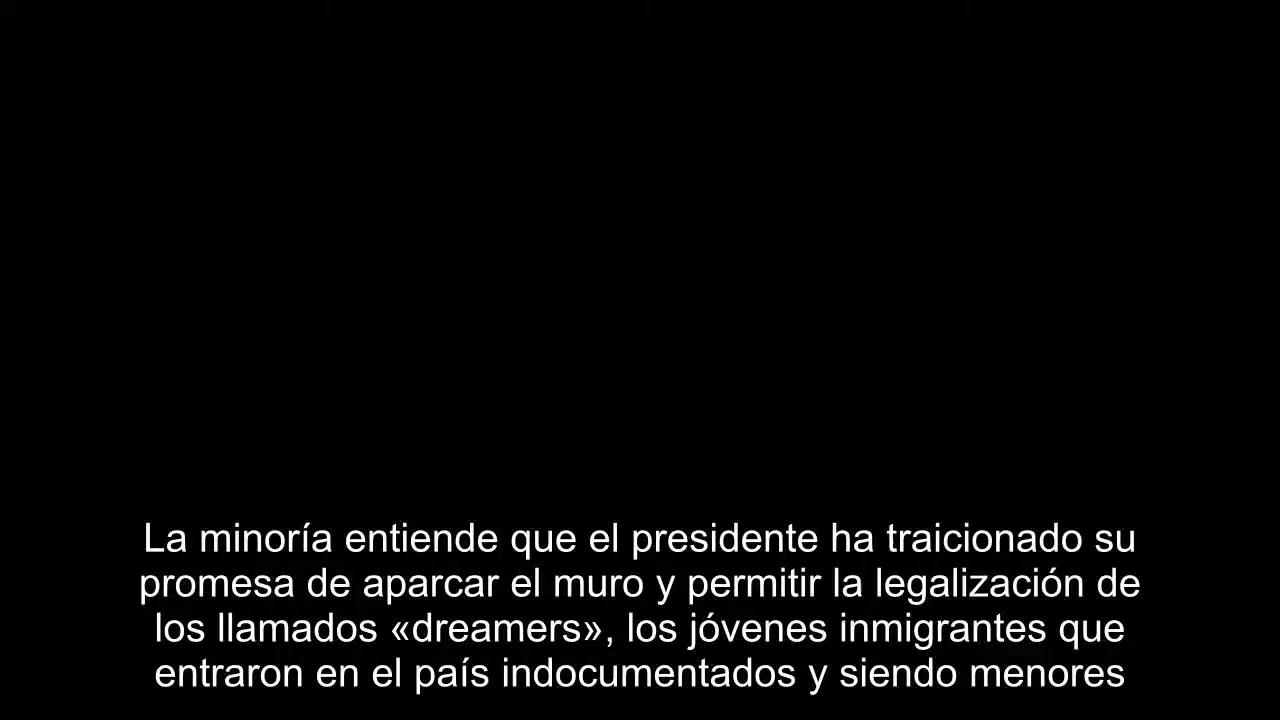 La minoría entiende que el presidente ha traicionado su
promesa de aparcar el muro y permitir la legalización de
los llamados «dreamers», los jóvenes inmigrantes que
entraron en el país indocumentados y siendo menores